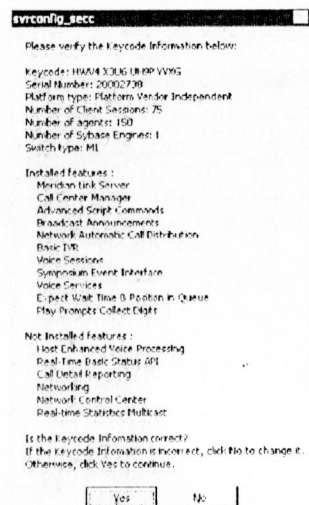 svrconfig_secc
Please verify the Keycode Information below:
Keycode: HWV4 X3U6 UH9P VVXG
Serial Number: 20002738
Platform type: Platform Vendor Independent
Number of Client Sessions: 75
Number of agents: 150
Number of Sybase Engines: 1
Switch type: M1
Installed features :
Meridian Link Server
Call Center Manager
Advanced Script Commands
Broadcast Announcements
Network Automatic Call Distribution
Basic IVR
Voice Sessions
Symposium Event Interface
Voice Services
Expect Wait Time & Position in Queue
Play Prompts Collect Digits
Not Installed features :
Host Enhanced Voice Processing
Real-Time Basic Status API
Call Detail Reporting
Networking
Network Control Center
Real-time Statistics Multicast
Is the Keycode Infomation correct?
If the Keycode Infomation is incorrect, click No to change it.
Otherwise, click Yes to continue.
Yes No